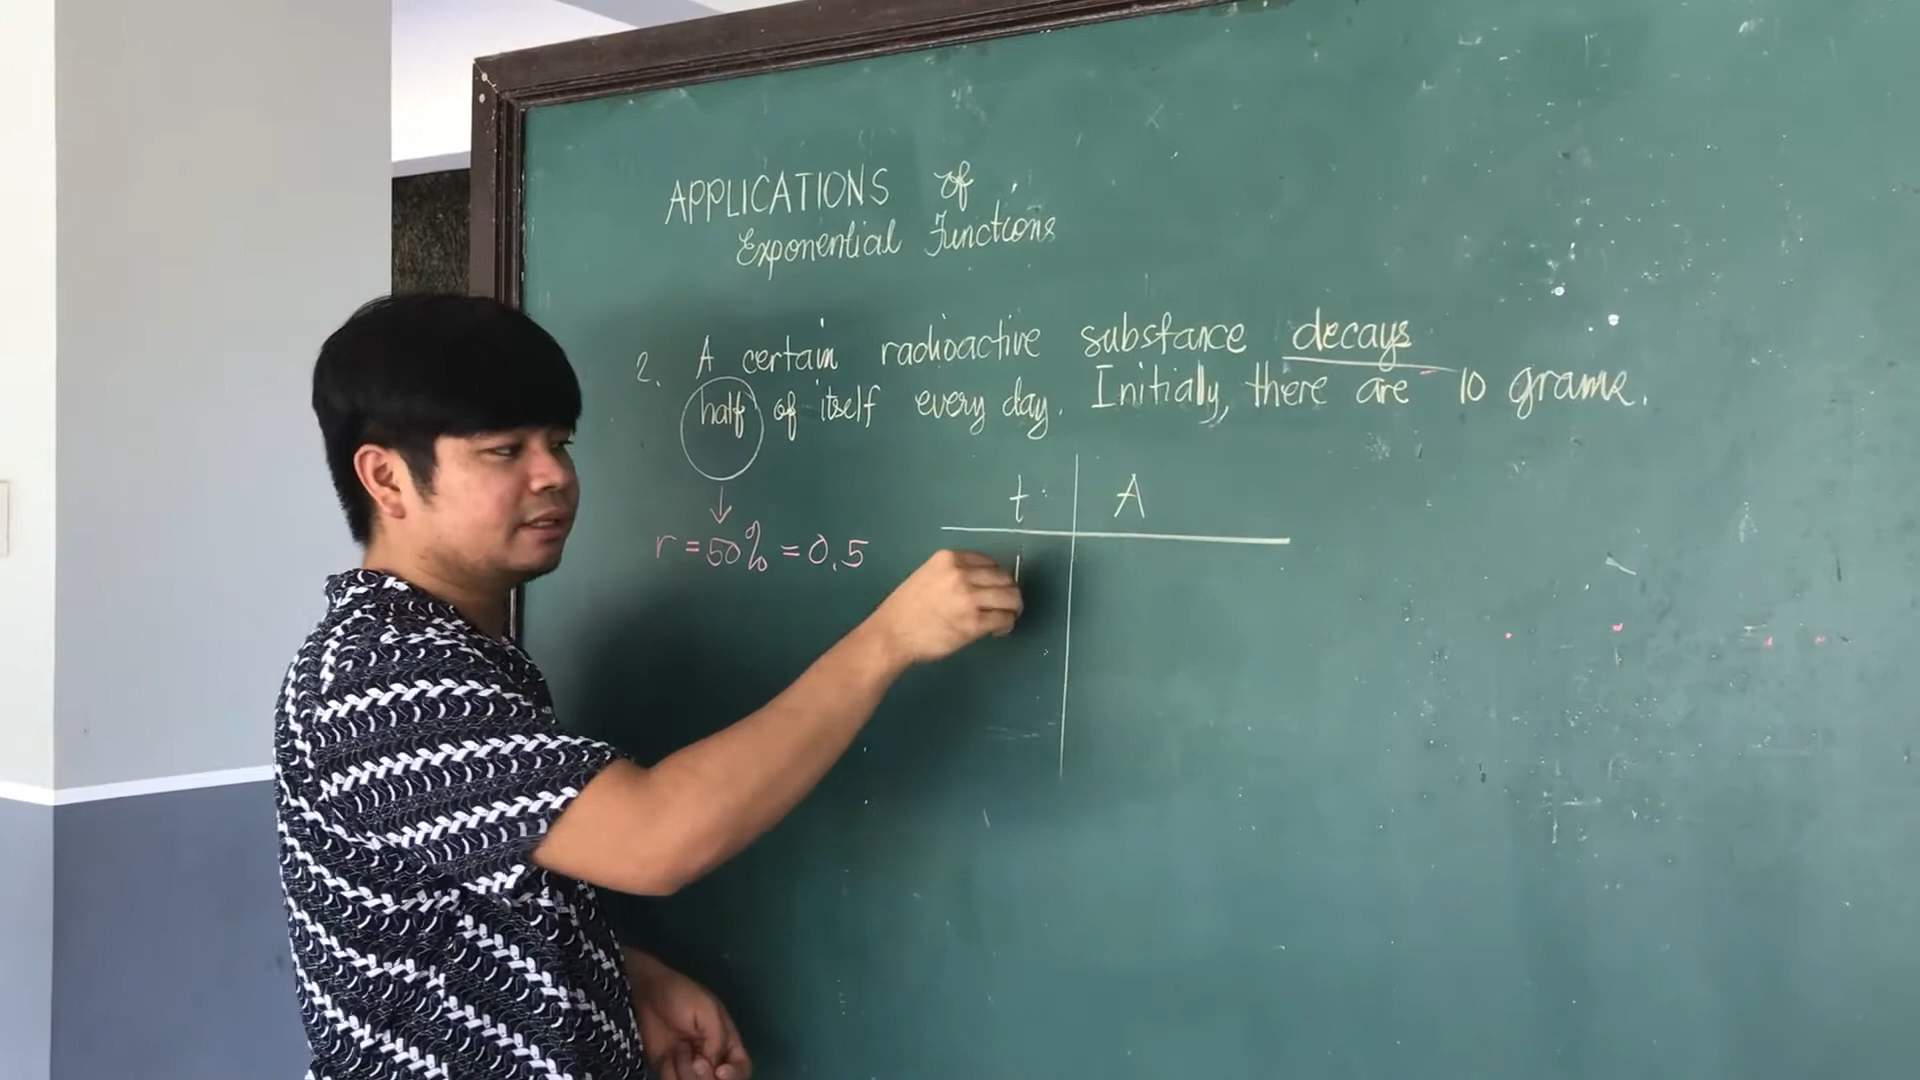 APPLICATIONS of
Exponential Functions
2. A certain radioactive substance decays
half of itself every day. Initially, there are 10 grams.
t A
r = 50% = 0.5